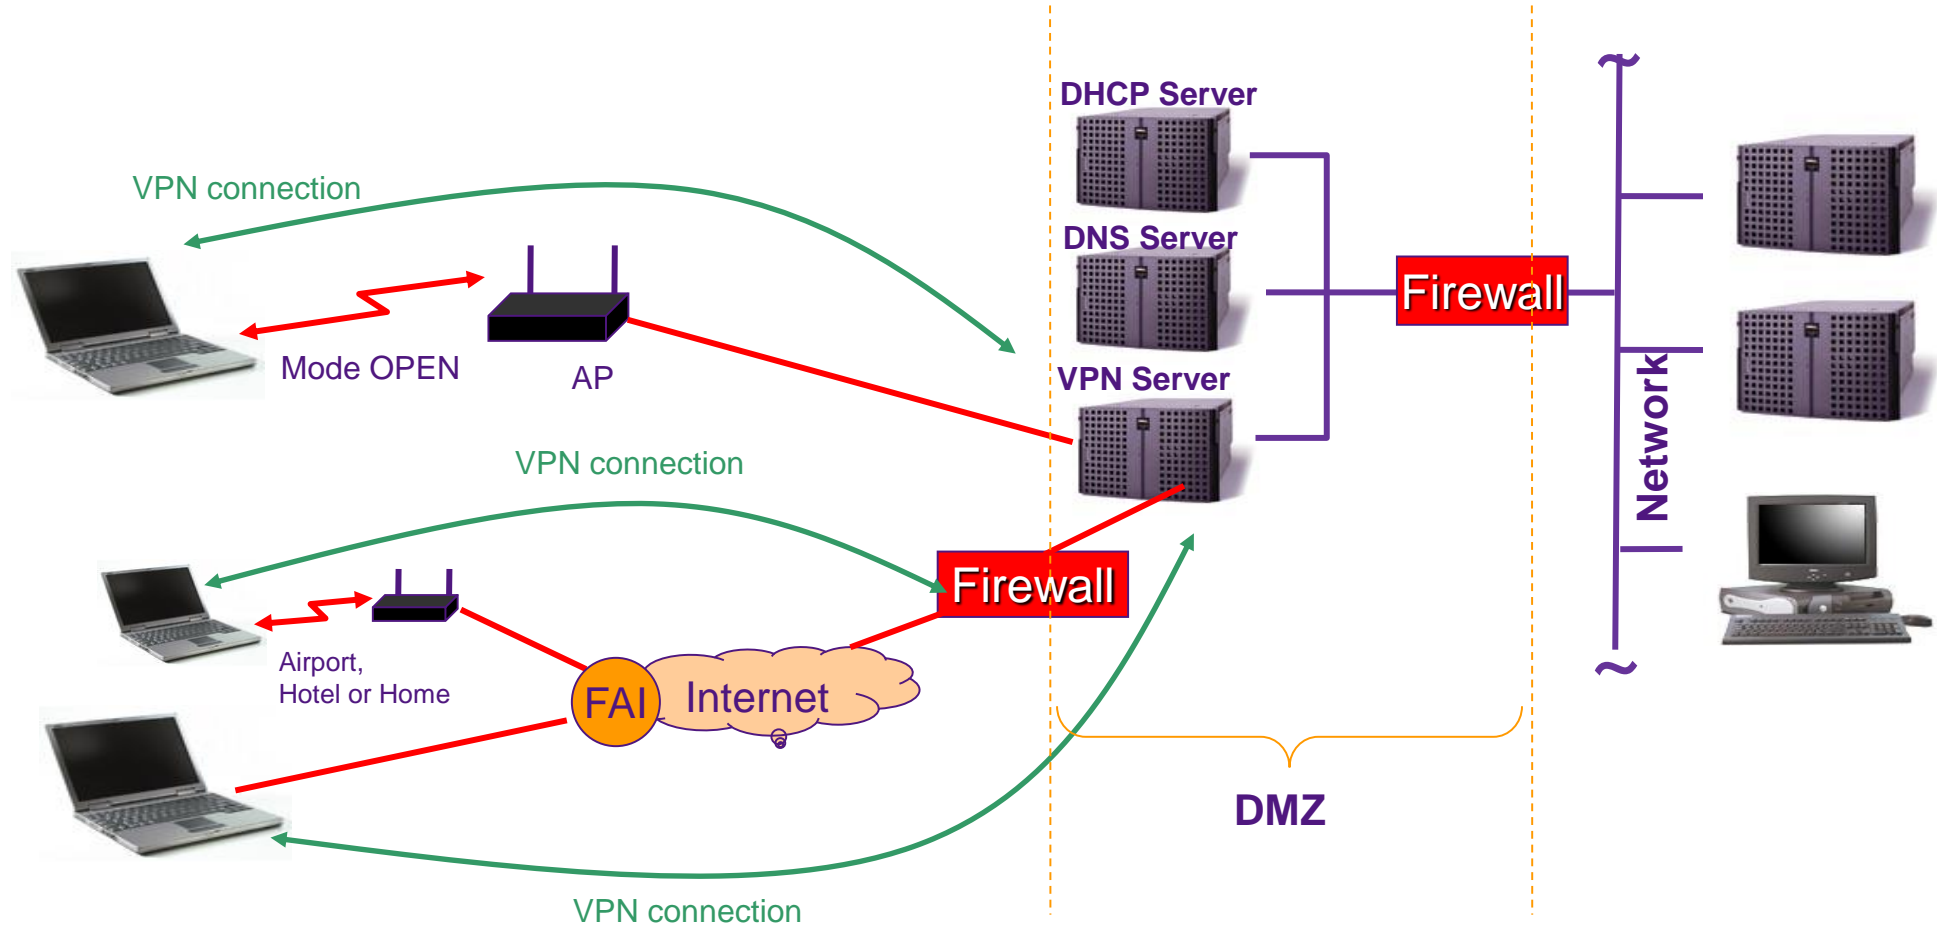 DHCP Server
VPN connection
DNS Server
Firewall
Mode OPEN
AP
VPN Server
Network
VPN connection
Firewall
Airport,
Hotel or Home
FAI
Internet
DMZ
VPN connection